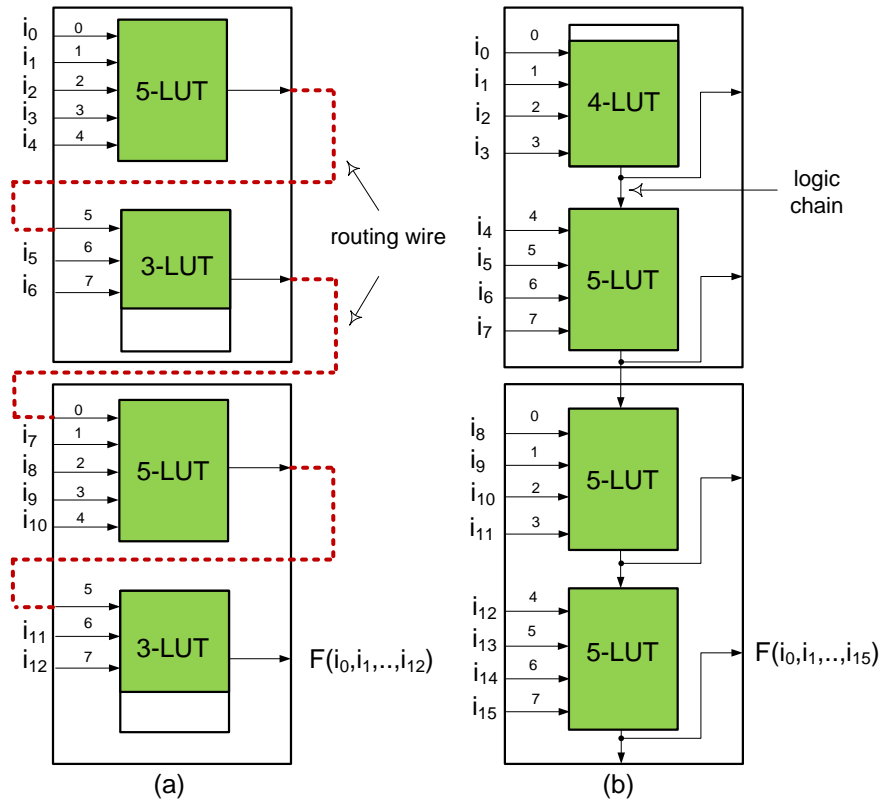 i0 0
i1 1
i2 2
i3 3
i4 4
5-LUT
5
i5 6
i6 7
3-LUT
routing wire
0
i7 1
i8 2
i9 3
i10 4
5-LUT
5
i11 6
i12 7
3-LUT
F(i0,i1,..,i12)
(a)
i0 0
i1 1
i2 2
i3 3
4-LUT
logic
chain
i4 4
i5 5
i6 6
i7 7
5-LUT
i8 0
i9 1
i10 2
i11 3
5-LUT
i12 4
i13 5
i14 6
i15 7
5-LUT
F(i0,i1,..,i15)
(b)